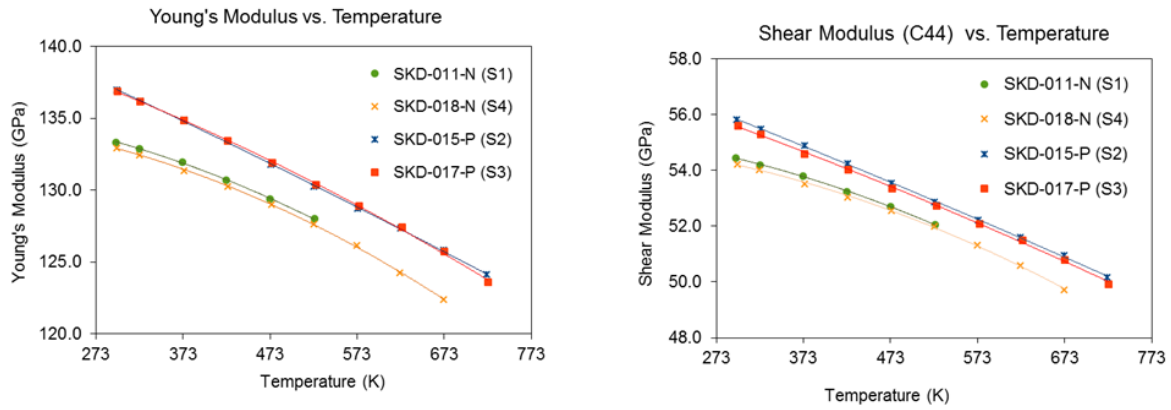 Young's Modulus vs. Temperature
140.0
135.0
130.0
125.0
120.0
Young's Modulus (GPa)
SKD-011-N (S1)
SKD-018-N (S4)
SKD-015-P (S2)
SKD-017-P (S3)
273 373 473 573 673 773
Temperature (K)
Shear Modulus (C44) vs. Temperature
58.0
56.0
54.0
52.0
50.0
48.0
Shear Modulus (GPa)
SKD-011-N (S1)
SKD-018-N (S4)
SKD-015-P (S2)
SKD-017-P (S3)
273 373 473 573 673 773
Temperature (K)